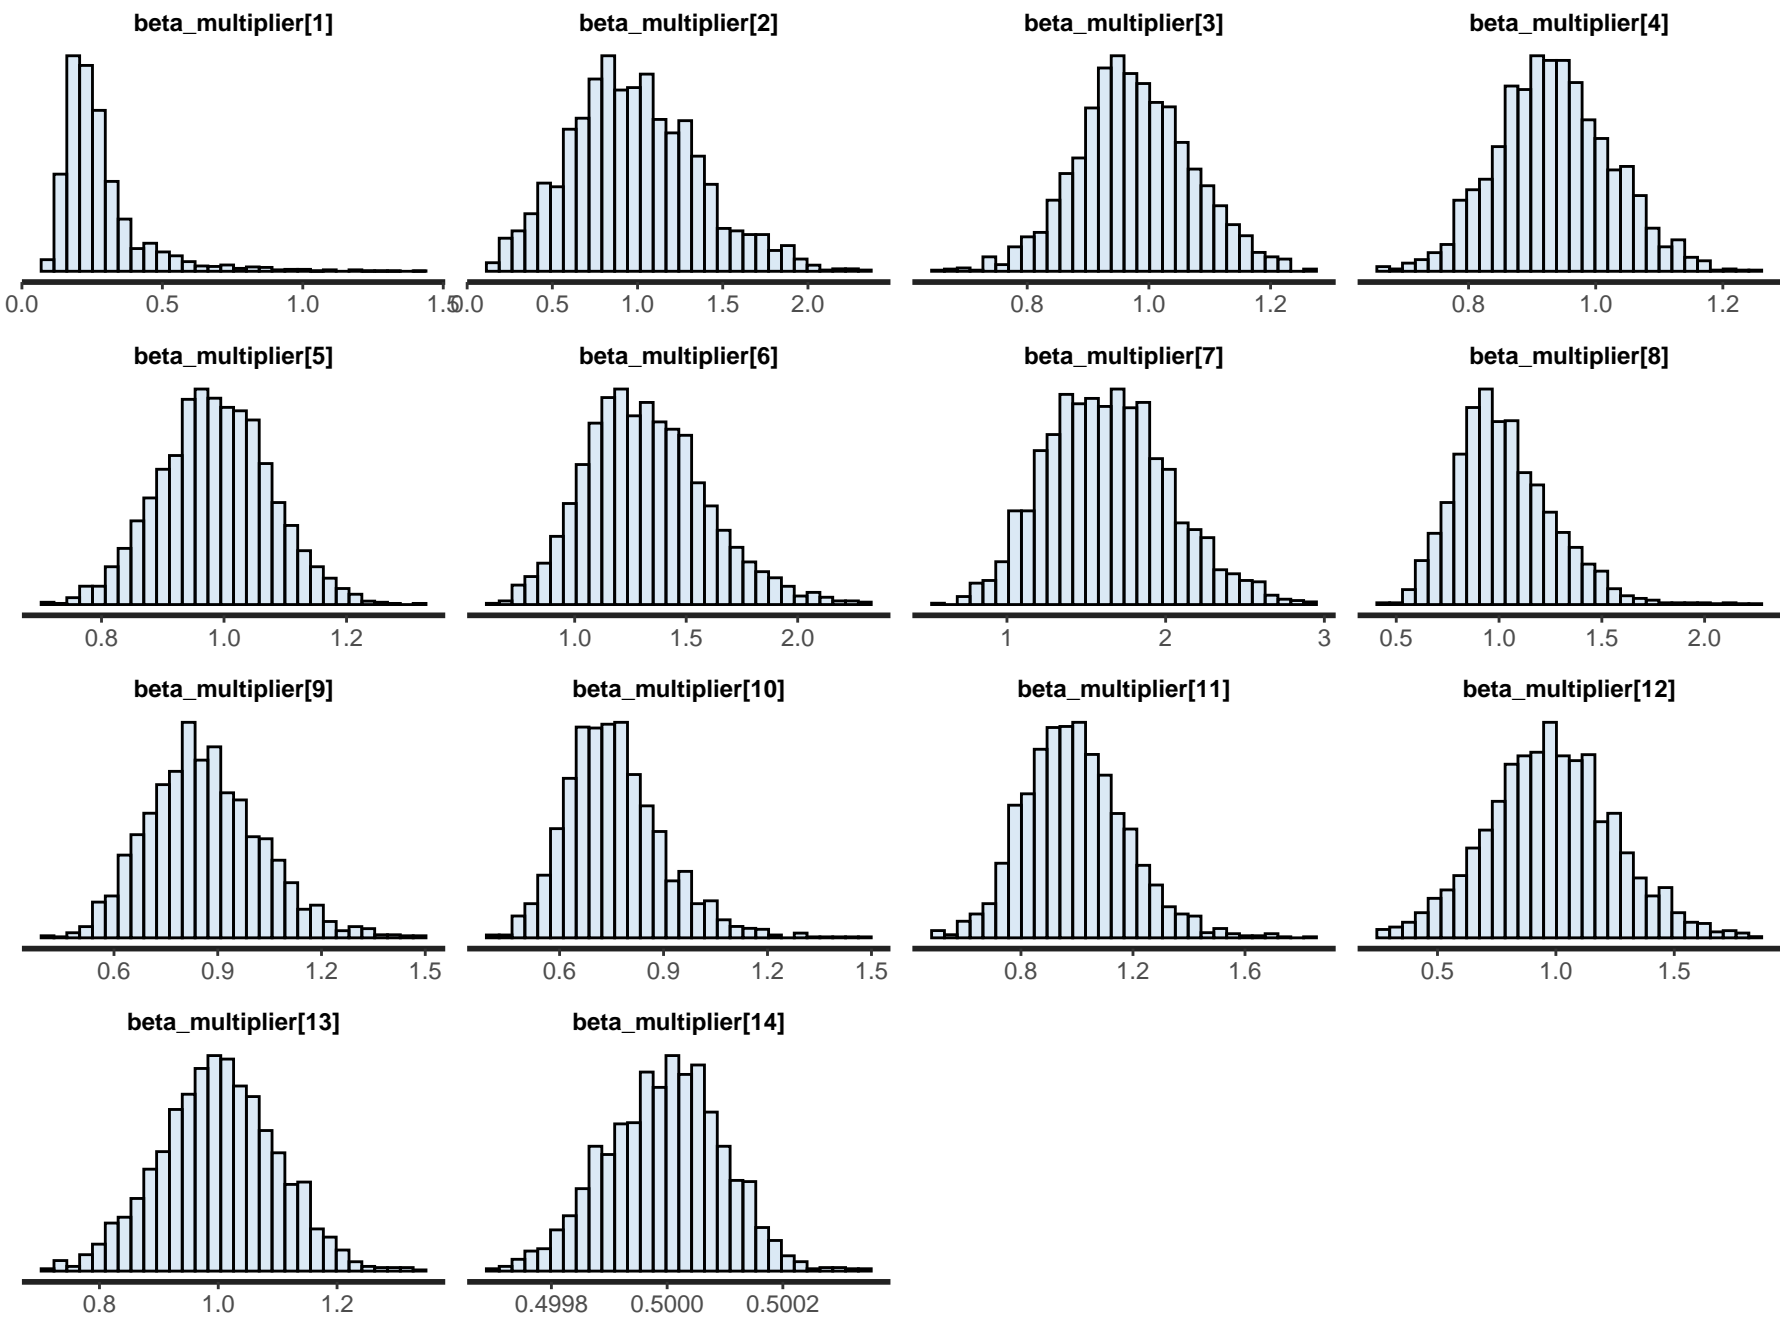 beta_multiplier[1] beta_multiplier[2] beta_multiplier[3] beta_multiplier[4]
0.0 0.5 1.0 1.5 0.0 0.5 1.0 1.5 2.0 0.8 1.0 1.2 0.8 1.0 1.2
beta_multiplier[5] beta_multiplier[6] beta_multiplier[7] beta_multiplier[8]
0.8 1.0 1.2 1.0 1.5 2.0 1 2 3 0.5 1.0 1.5 2.0
beta_multiplier[9] beta_multiplier[10] beta_multiplier[11] beta_multiplier[12]
0.6 0.9 1.2 1.5 0.6 0.9 1.2 1.5 0.8 1.2 1.6 0.5 1.0 1.5
beta_multiplier[13] beta_multiplier[14]
0.8 1.0 1.2 0.4998 0.5000 0.5002